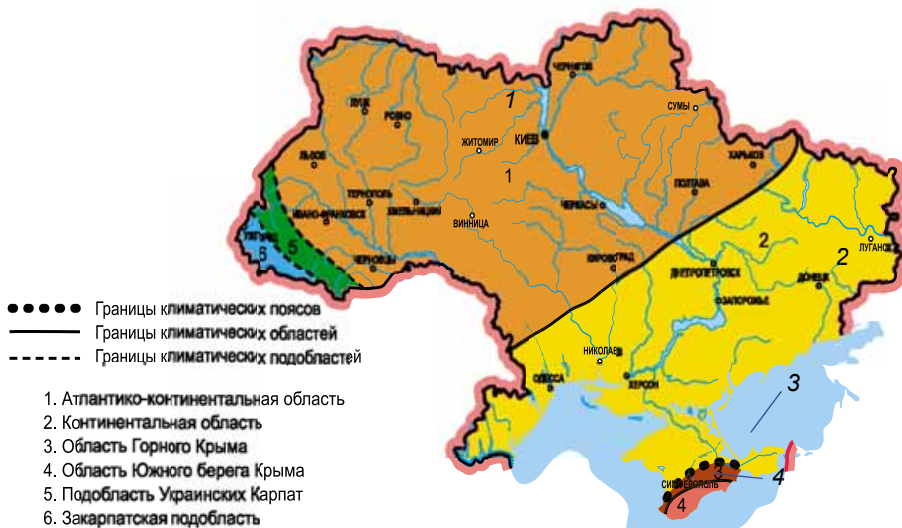 ЧЕРНИГОВ
1
СУМЫ
ЛУЦК
РОВНО
ЖИТОМИР
КИЕВ
ЛЬВОВ
ХАРЬКОВ
1
ТЕРНОПОЛЬ
ПОЛТАВА
ХМЕЛЬНИЦКИЙ
ЧЕРКАСЫ
ИВАНО-ФРАНКОВСК
ВИННИЦА
УЖГОРОД
5
6
2
ЛУГАНСК
2
ЧЕРНОВЦЫ
КИРОВОГРАД
ДНЕПРОПЕТРОВСК
ДОНЕЦК
ЗАПОРОЖЬЕ
Границы климатических поясов
Границы климатических областей
Границы климатических подобластей
НИКОЛАЕВ
ОДЕССА
ХЕРСОН
3
1. Атлантико-континентальная область
2. Континентальная область
3. Область Горного Крыма
4. Область Южного берега Крыма
5. Подобласть Украинских Карпат
6. Закарпатская подобласть
3
4
СИМФЕРОПОЛЬ
4